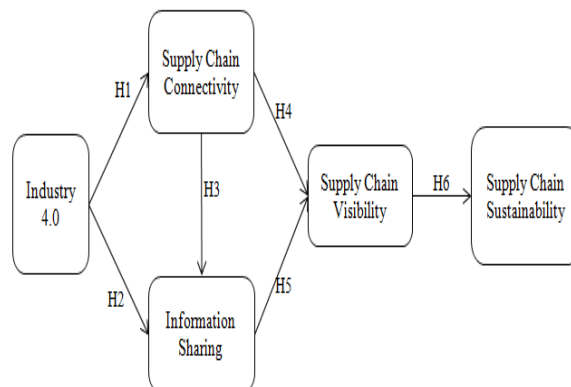 Supply Chain
Connectivity
H1
H4
Industry
4.0
H3
Supply Chain
Visibility
H6
Supply Chain
Sustainability
H2
H5
Information
Sharing